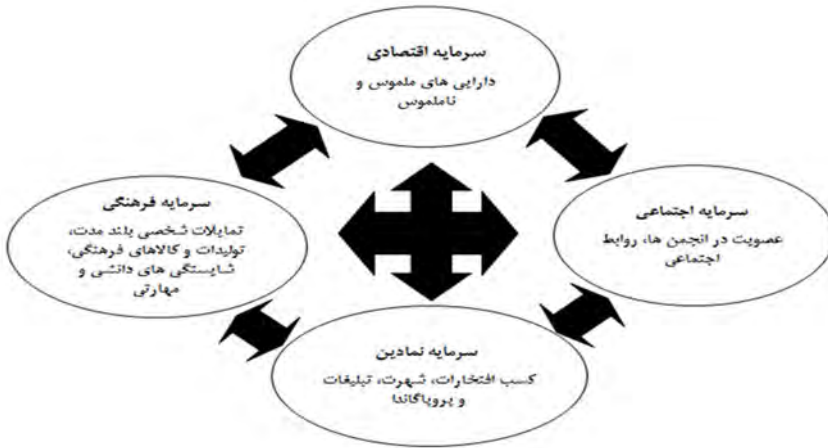 سرمایه اقتصادی
دارایی های ملموس و
ناملموس
سرمایه اجتماعی
عصویت در انجمن ها، روابط
اجتماعی
سرمایه فرهنگی
تمایلات شخصی بلند مدت،
تولیدات و کالاهای فرهنگی،
شایستگی های دانشی و
مهارتی
سرمایه نمادین
کسب افتخارات، شهرت، تبلیغات
و پروپاگاندا